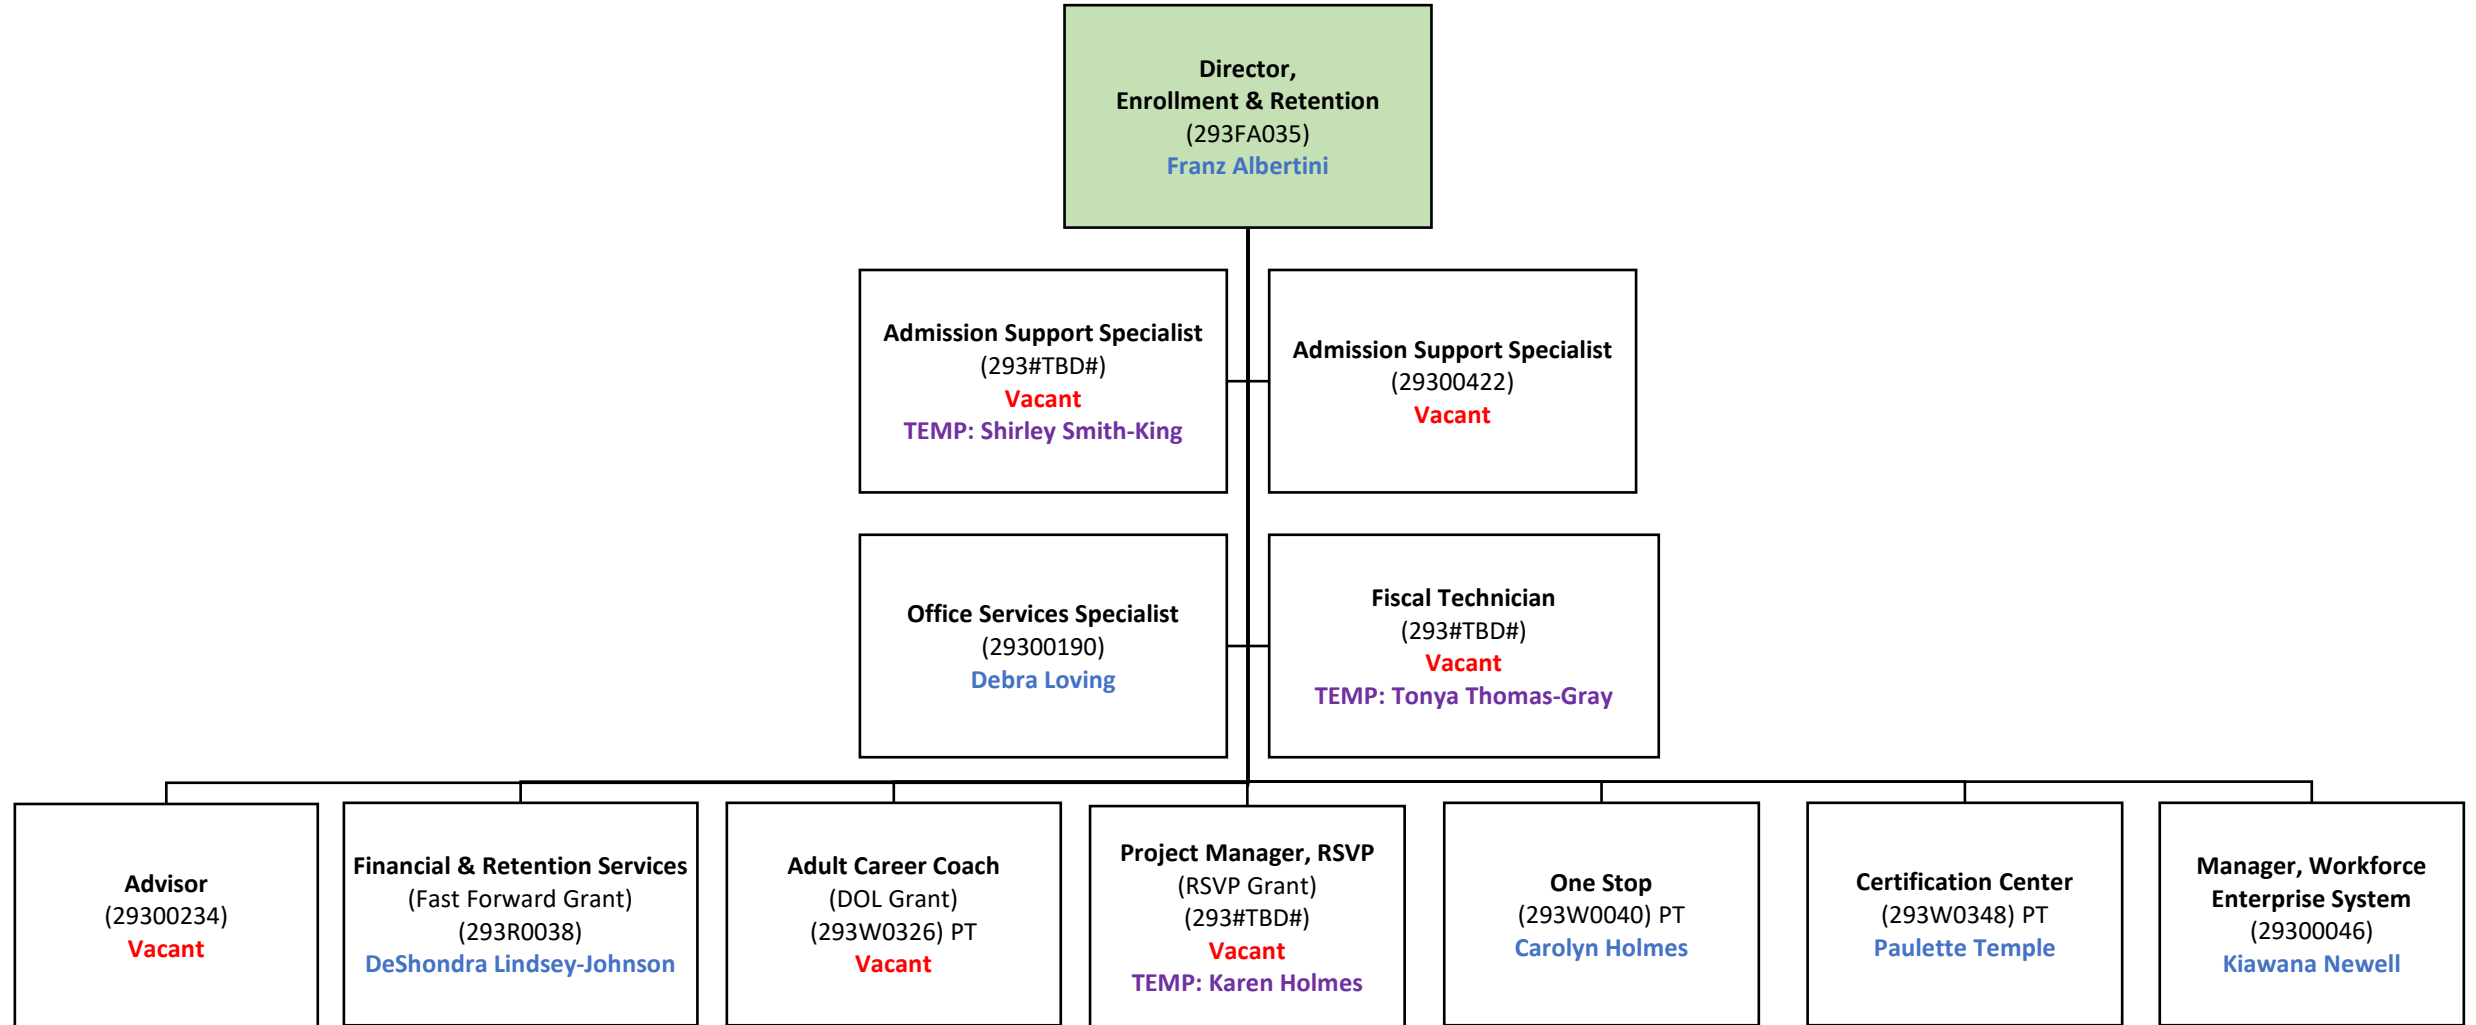 Director,
Enrollment & Retention
(293FA035)
Franz Albertini
Admission Support Specialist
(293#TBD#)
Vacant
TEMP: Shirley Smith-King
Admission Support Specialist
(29300422)
Vacant
Office Services Specialist
(29300190)
Debra Loving
Fiscal Technician
(293#TBD#)
Vacant
TEMP: Tonya Thomas-Gray
Advisor
(29300234)
Vacant
Financial & Retention Services
(Fast Forward Grant)
(293R0038)
DeShondra Lindsey-Johnson
Adult Career Coach
(DOL Grant)
(293W0326) PT
Vacant
Project Manager, RSVP
(RSVP Grant)
(293#TBD#)
Vacant
TEMP: Karen Holmes
One Stop
(293W0040) PT
Carolyn Holmes
Certification Center
(293W0348) PT
Paulette Temple
Manager, Workforce
Enterprise System
(29300046)
Kiawana Newell